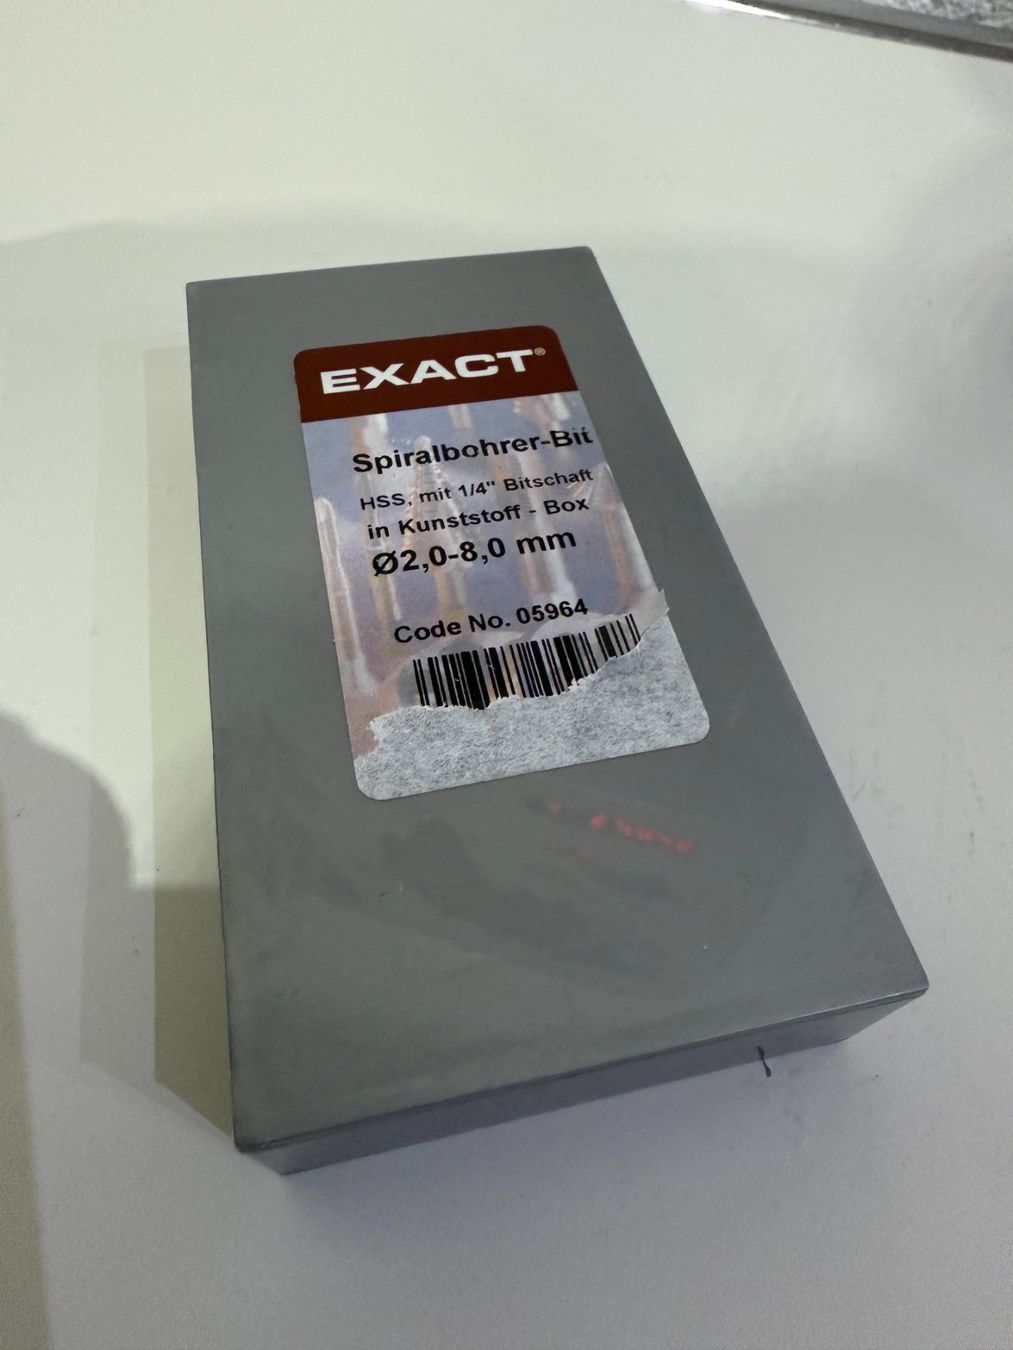 EXACT®
Spiralbohrer-Bit
HSS, mit 1/4" Bitschaft
in Kunststoff - Box
Ø2,0-8,0 mm
Code No. 05964